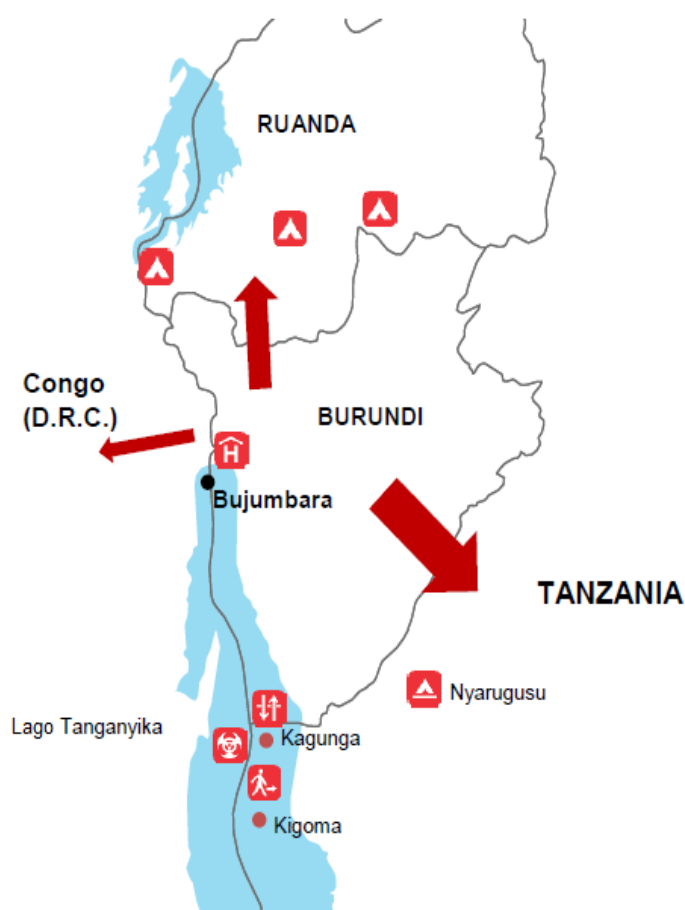 RUANDA
Congo
(D.R.C.)
BURUNDI
H
Bujumbara
TANZANIA
Nyarugusu
Lago Tanganyika
Kagunga
Kigoma